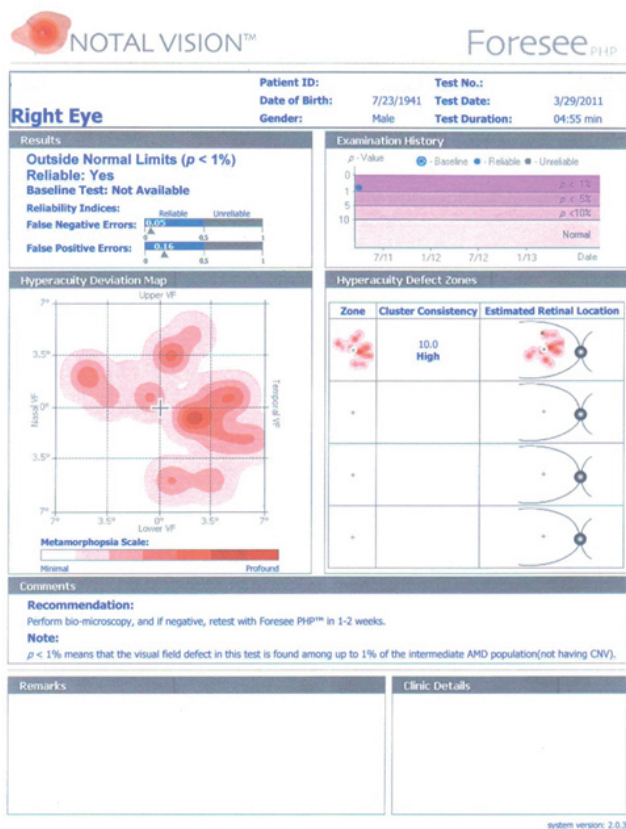 NOTAL VISION™
Foresee PHP
Patient ID: Test No.:
Date of Birth: 7/23/1941 Test Date: 3/29/2011
Right Eye Gender: Male Test Duration: 04:55 min
Results
Outside Normal Limits (p < 1%)
Reliable: Yes
Baseline Test: Not Available
Reliability Indices: Reliable Unreliable
False Negative Errors: 0.05
0 0.5 1
False Positive Errors: 0.16
0 0.5 1
Examination History
p - Value - Baseline - Reliable - Unreliable
0
1
5
10
p < 1%
p < 5%
p <10%
Normal
7/11 1/12 7/12 1/13 Date
Hyperacuity Deviation Map
Upper VF
7°
3.5°
0°
3.5°
7°
Nasal VF
Temporal VF
7° 3.5° 0° 3.5° 7°
Lower VF
Metamorphopsia Scale:
Minimal Profound
Hyperacuity Defect Zones
Zone Cluster Consistency Estimated Retinal Location
10.0
High
Comments
Recommendation:
Perform bio-microscopy, and if negative, retest with Foresee PHP™ in 1-2 weeks.
Note:
p < 1% means that the visual field defect in this test is found among up to 1% of the intermediate AMD population(not having CNV).
Remarks
Clinic Details
system version: 2.0.3